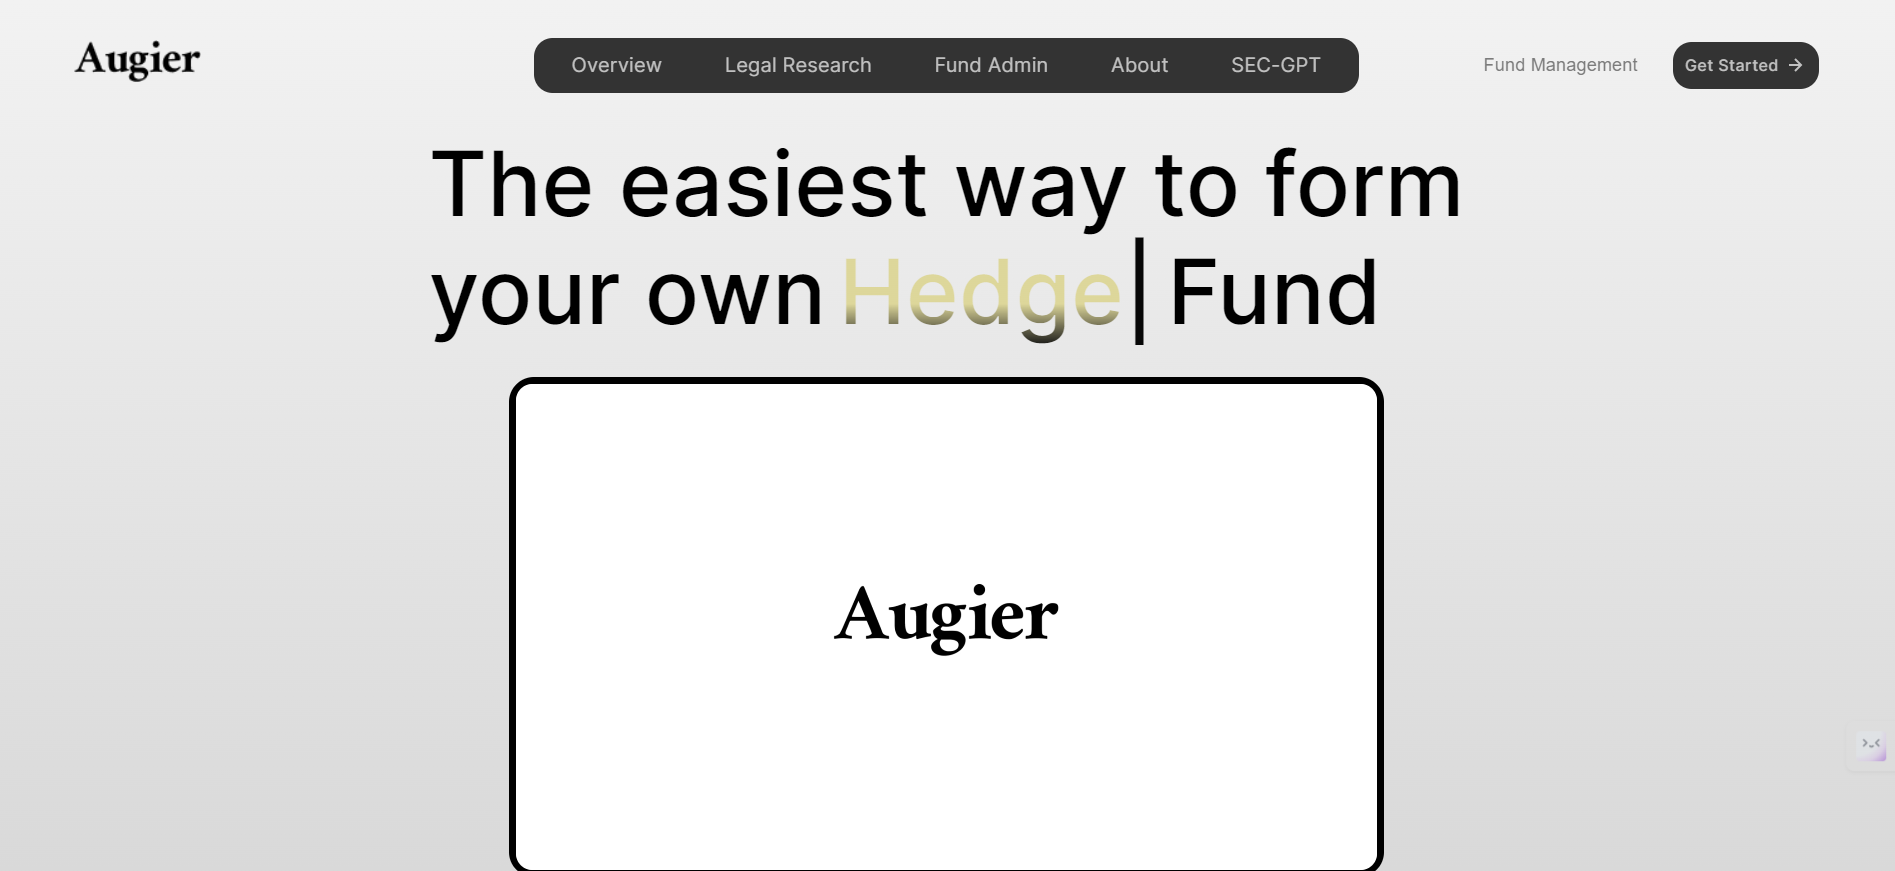 Augier
Overview Legal Research Fund Admin About SEC-GPT
Fund Management
Get Started →
The easiest way to form
your own Hedge| Fund
Augier